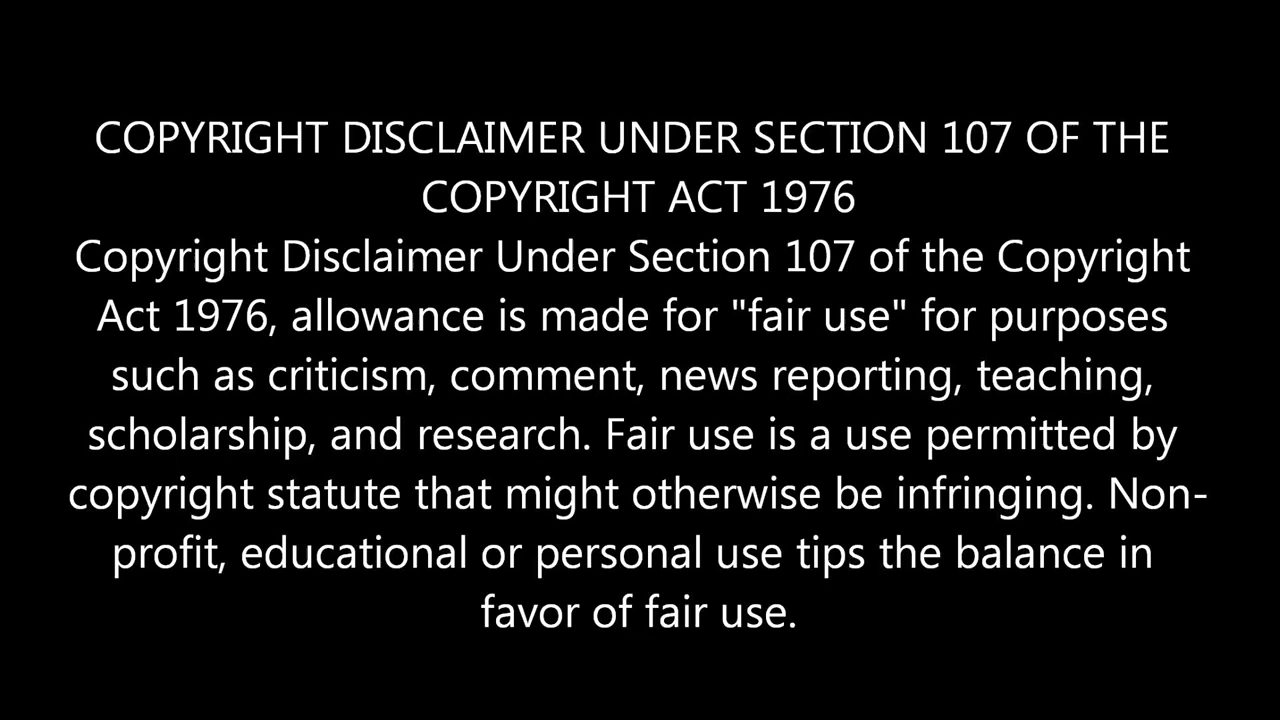 COPYRIGHT DISCLAIMER UNDER SECTION 107 OF THE
COPYRIGHT ACT 1976
Copyright Disclaimer Under Section 107 of the Copyright
Act 1976, allowance is made for "fair use" for purposes
such as criticism, comment, news reporting, teaching,
scholarship, and research. Fair use is a use permitted by
copyright statute that might otherwise be infringing. Non-
profit, educational or personal use tips the balance in
favor of fair use.